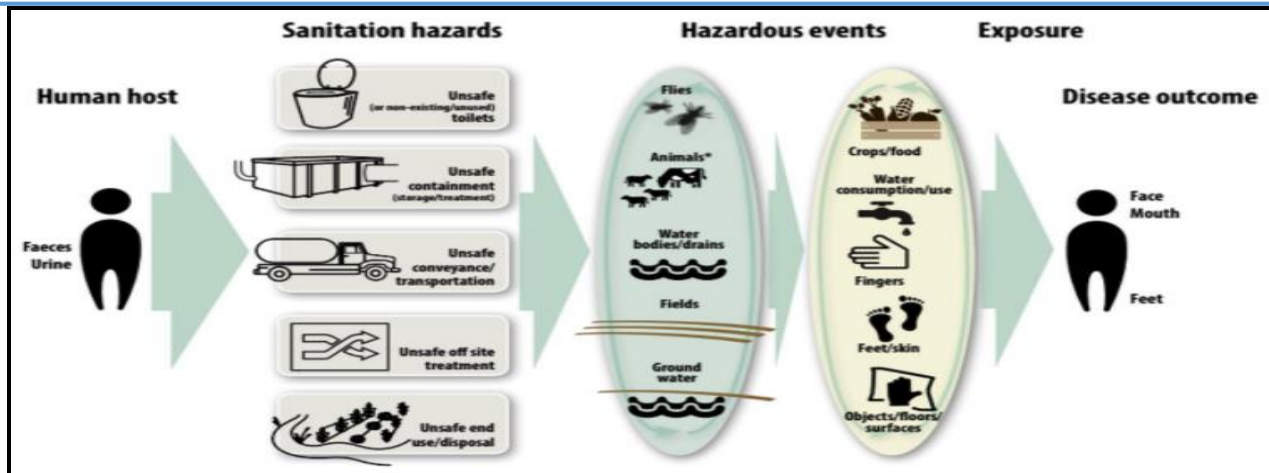 Sanitation hazards
Hazardous events
Exposure
Human host
Disease outcome
Faeces
Urine
Unsafe
(or non-existing/unused)
toilets
Unsafe
containment
(storage/treatment)
Unsafe
conveyance/
transportation
Unsafe off site
treatment
Unsafe end
use/disposal
Flies
Animals*
Water
bodies/drains
Fields
Ground
water
Crops/food
Water
consumption/use
Fingers
Feet/skin
Objects/floors/
surfaces
Face
Mouth
Feet